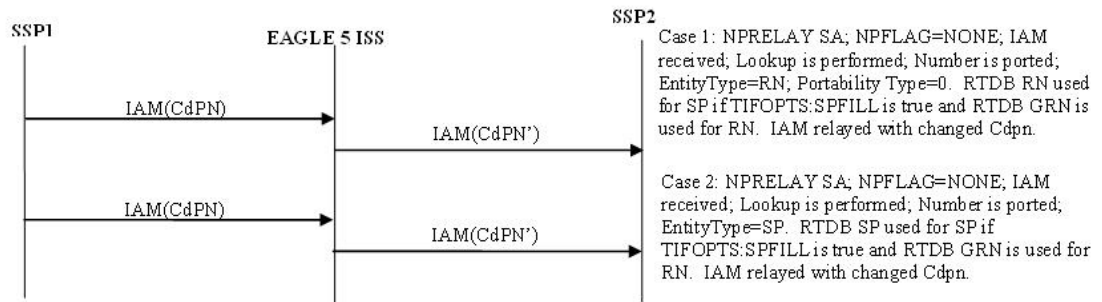 SSP1
EAGLE 5 ISS
SSP2
IAM(CdPN)
IAM(CdPN’)
IAM(CdPN)
IAM(CdPN’)
Case 1: NPRELAY SA; NPFLAG=NONE; IAM
received; Lookup is performed; Number is ported;
EntityType=RN; Portability Type=0. RTDB RN used
for SP if TIFOPTS:SPFILL is true and RTDB GRN is
used for RN. IAM relayed with changed Cdpn.
Case 2: NPRELAY SA; NPFLAG=NONE; IAM
received; Lookup is performed; Number is ported;
EntityType=SP. RTDB SP used for SP if
TIFOPTS:SPFILL is true and RTDB GRN is used for
RN. IAM relayed with changed Cdpn.